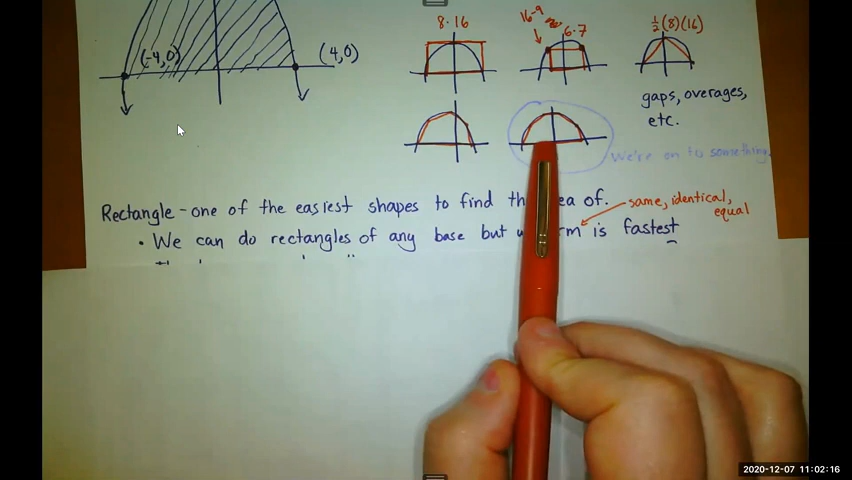 8·16
16-9
6·7
½(8)(16)
(-4,0)
(4,0)
gaps, overages,
etc.
We're on to something.
Rectangle - one of the easiest shapes to find of.
same, identical,
equal
• We can do rectangles of any base but is fastest
2020-12-07 11:02:16